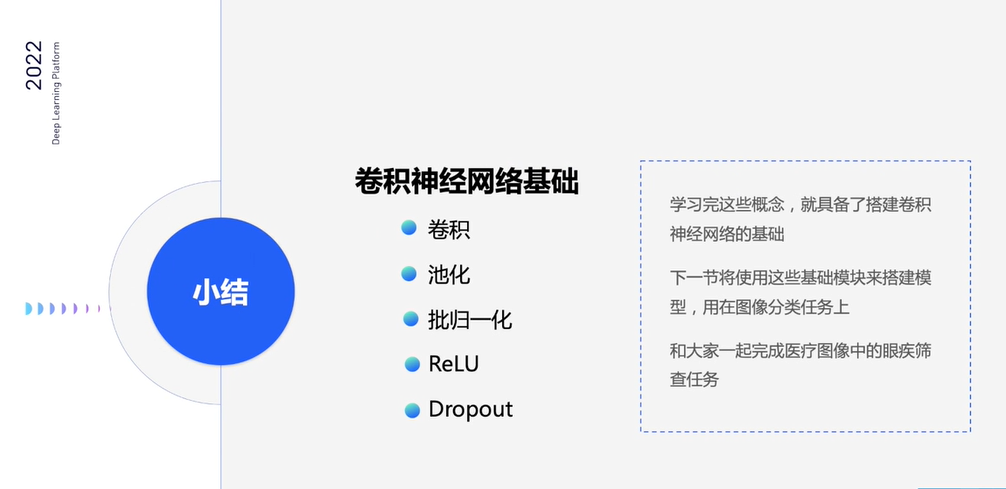 2022
Deep Learning Platform
小结
卷积神经网络基础
卷积
池化
批归一化
ReLU
Dropout
学习完这些概念，就具备了搭建卷积
神经网络的基础
下一节将使用这些基础模块来搭建模
型，用在图像分类任务上
和大家一起完成医疗图像中的眼疾筛
查任务